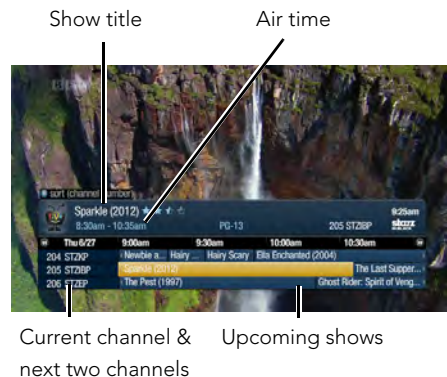 Show title Air time
sort (channel number)
Sparkle (2012) 9:25am
8:30am - 10:35am PG-13 205 STZBP starz
Thu 6/27 9:00am 9:30am 10:00am 10:30am
204 STZKP Newbie a... Hairy ... Hairy Scary Ella Enchanted (2004)
205 STZBP Sparkle (2012) The Last Supper...
206 STZEP The Pest (1997) Ghost Rider: Spirit of Veng...
Current channel & Upcoming shows
next two channels